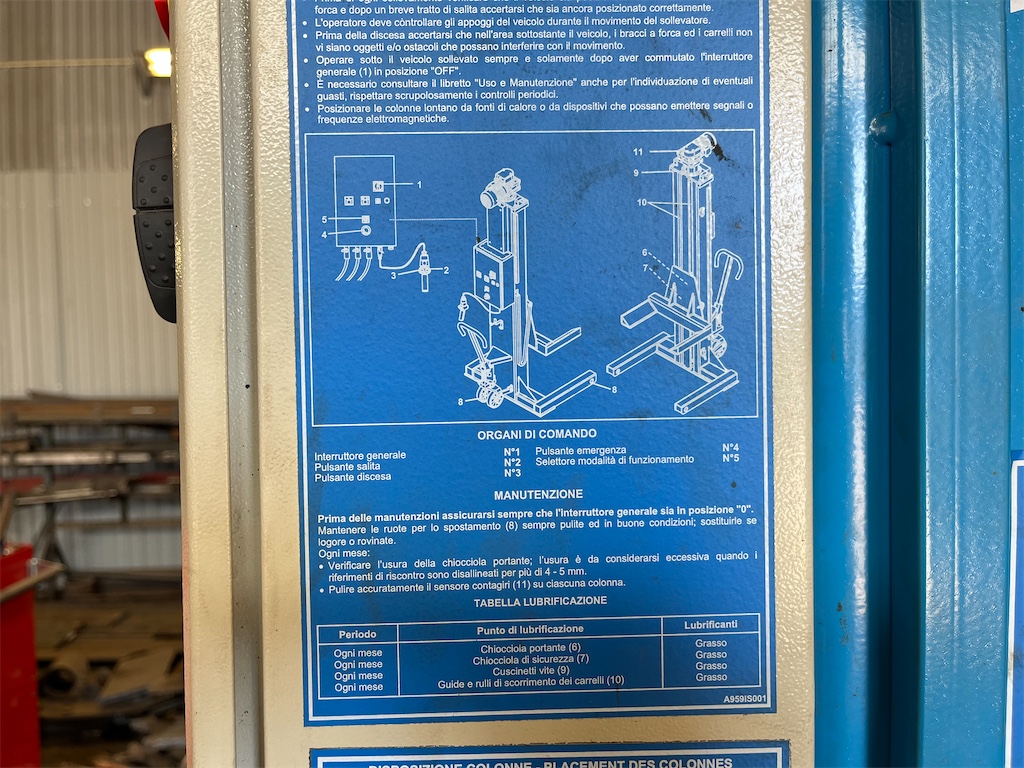 forza e dopo un breve tratto di salita accertarsi che sia ancora posizionato correttamente.
• L'operatore deve controllare gli appoggi del veicolo durante il movimento del sollevatore.
• Prima della discesa accertarsi che nell'area sottostante il veicolo, i bracci a forca ed i carrelli non
vi siano oggetti e/o ostacoli che possano interferire con il movimento.
• Operare sotto il veicolo sollevato sempre e solamente dopo aver commutato l'interruttore
generale (1) in posizione "OFF".
• È necessario consultare il libretto "Uso e Manutenzione" anche per l'individuazione di eventuali
guasti, rispettare scrupolosamente i controlli periodici.
• Posizionare le colonne lontano da fonti di calore o da dispositivi che possano emettere segnali o
frequenze elettromagnetiche.
11
9
1
10
5
4
6
7
3
2
8
8
ORGANI DI COMANDO
Interruttore generale N°1
Pulsante salita N°2
Pulsante discesa N°3
Pulsante emergenza N°4
Selettore modalità di funzionamento N°5
MANUTENZIONE
Prima delle manutenzioni assicurarsi sempre che l'interruttore generale sia in posizione "0".
Mantenere le ruote per lo spostamento (8) sempre pulite ed in buone condizioni; sostituirle se
logore o rovinate.
Ogni mese:
• Verificare l'usura della chiocciola portante; l'usura è da considerarsi eccessiva quando i
riferimenti di riscontro sono disallineati per più di 4 - 5 mm.
• Pulire accuratamente il sensore contagiri (11) su ciascuna colonna.
TABELLA LUBRIFICAZIONE
Periodo Punto di lubrificazione Lubrificanti
Ogni mese Chiocciola portante (6) Grasso
Ogni mese Chiocciola di sicurezza (7) Grasso
Ogni mese Cuscinetti vite (9) Grasso
Ogni mese Guide e rulli di scorrimento dei carrelli (10) Grasso
A959IS001
DISPOSIZIONE COLONNE - PLACEMENT DES COLONNES